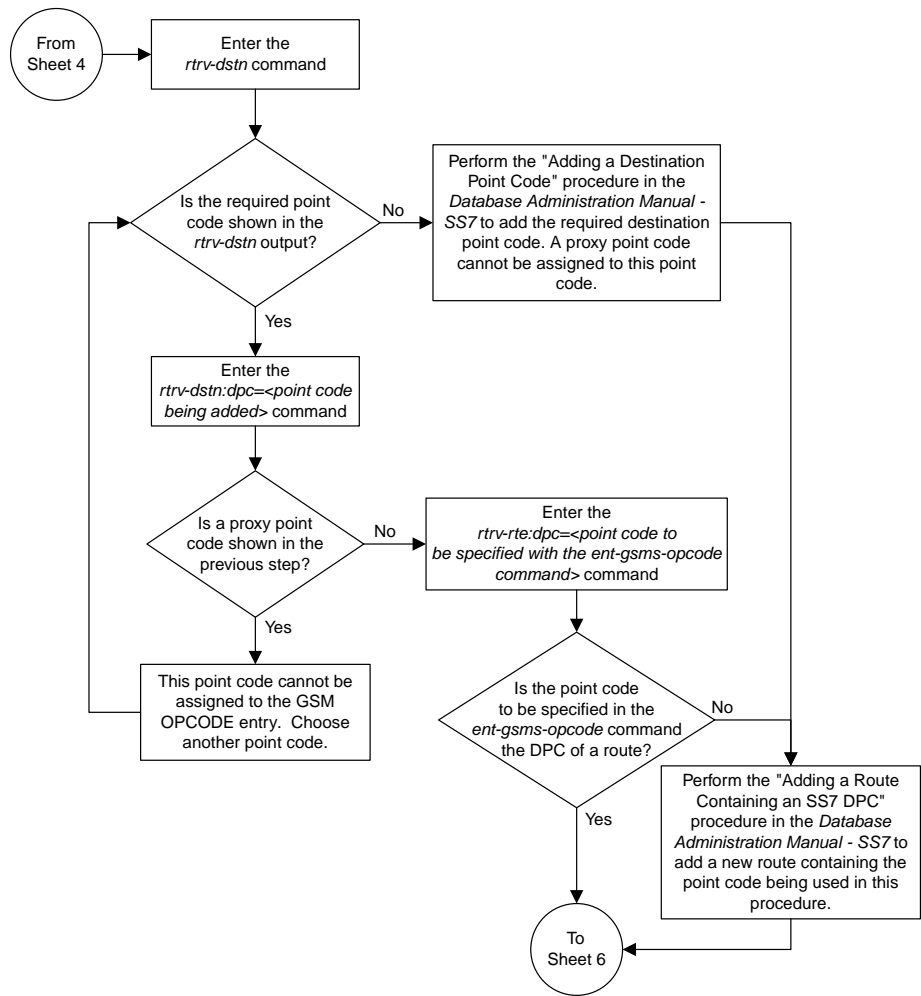 From
Sheet 4
Enter the
rtrv-dstn command
Is the required point
code shown in the
rtrv-dstn output?
No
Yes
Perform the "Adding a Destination
Point Code" procedure in the
Database Administration Manual -
SS7 to add the required destination
point code. A proxy point code
cannot be assigned to this point
code.
Enter the
rtrv-dstn:dpc=<point code
being added> command
Is a proxy point
code shown in the
previous step?
No
Yes
Enter the
rtrv-rte:dpc=<point code to
be specified with the ent-gsms-opcode
command> command
This point code cannot be
assigned to the GSM
OPCODE entry.  Choose
another point code.
Is the point code
to be specified in the
ent-gsms-opcode command
the DPC of a route?
No
Yes
Perform the "Adding a Route
Containing an SS7 DPC"
procedure in the Database
Administration Manual - SS7 to
add a new route containing the
point code being used in this
procedure.
To
Sheet 6